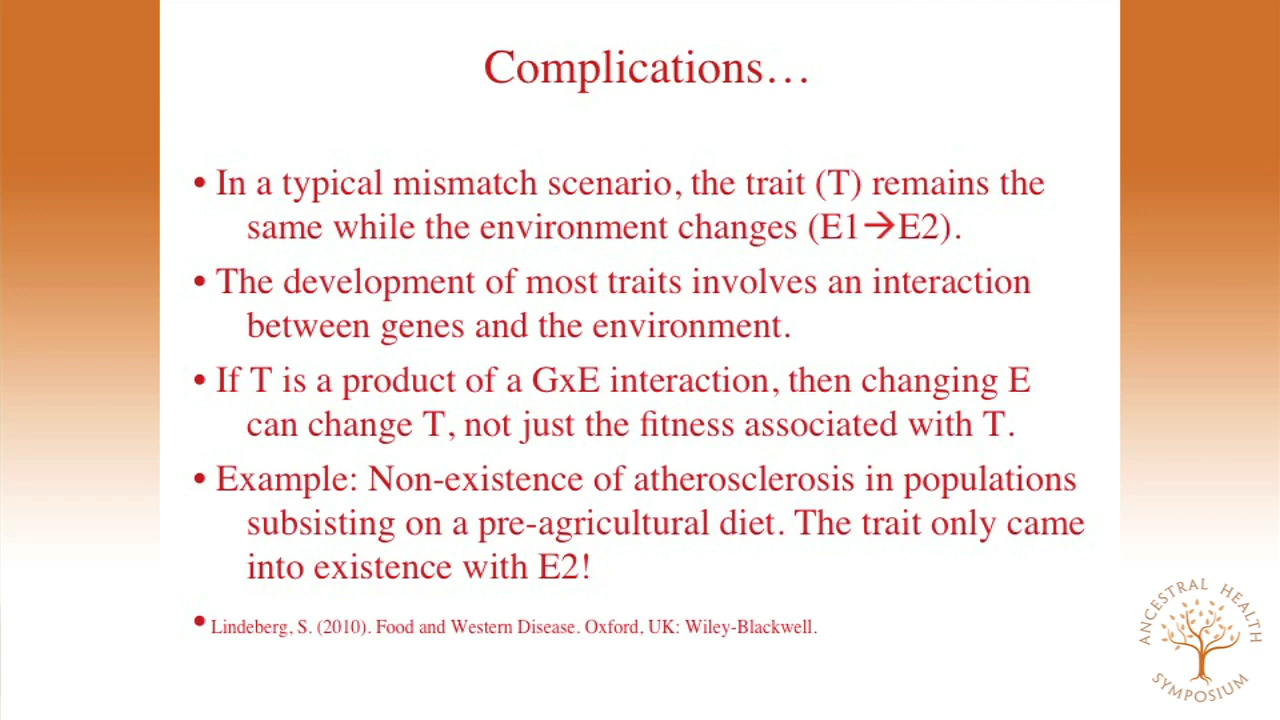 Complications…
• In a typical mismatch scenario, the trait (T) remains the
same while the environment changes (E1→E2).
• The development of most traits involves an interaction
between genes and the environment.
• If T is a product of a GxE interaction, then changing E
can change T, not just the fitness associated with T.
• Example: Non-existence of atherosclerosis in populations
subsisting on a pre-agricultural diet. The trait only came
into existence with E2!
• Lindeberg, S. (2010). Food and Western Disease. Oxford, UK: Wiley-Blackwell.
ANCESTRAL HEALTH
SYMPOSIUM